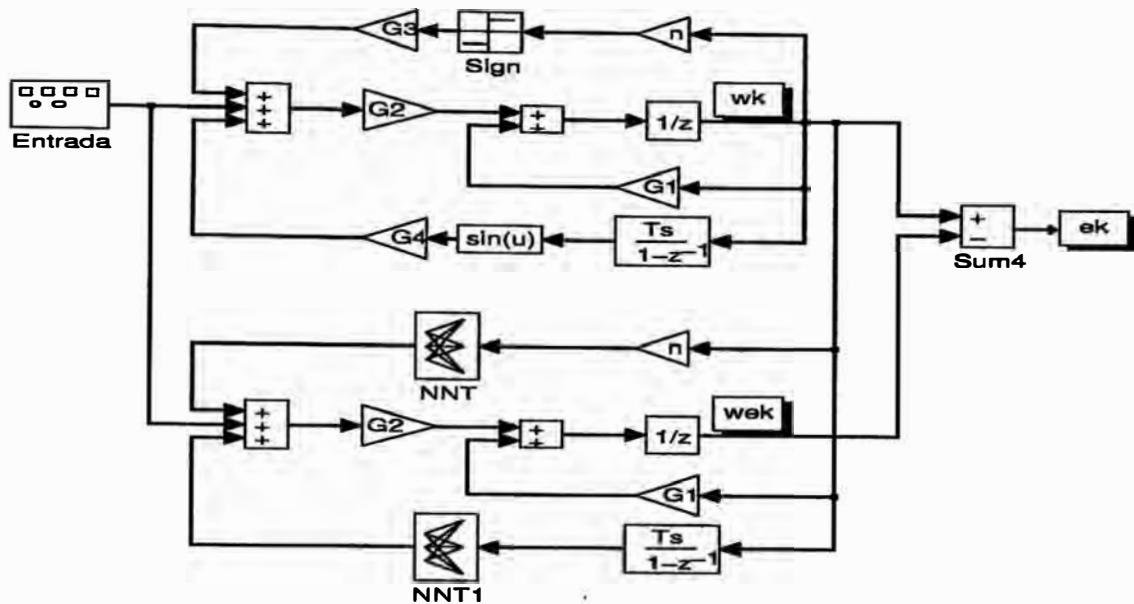 G3
n
Sign
Entrada
+
+
+
G2
+
+
1/z
wk
G1
G4
sin(u)
Ts
1-z-1
+
-
Sum4
ek
NNT
n
+
+
+
G2
+
+
1/z
wek
G1
NNT1
Ts
1-z-1